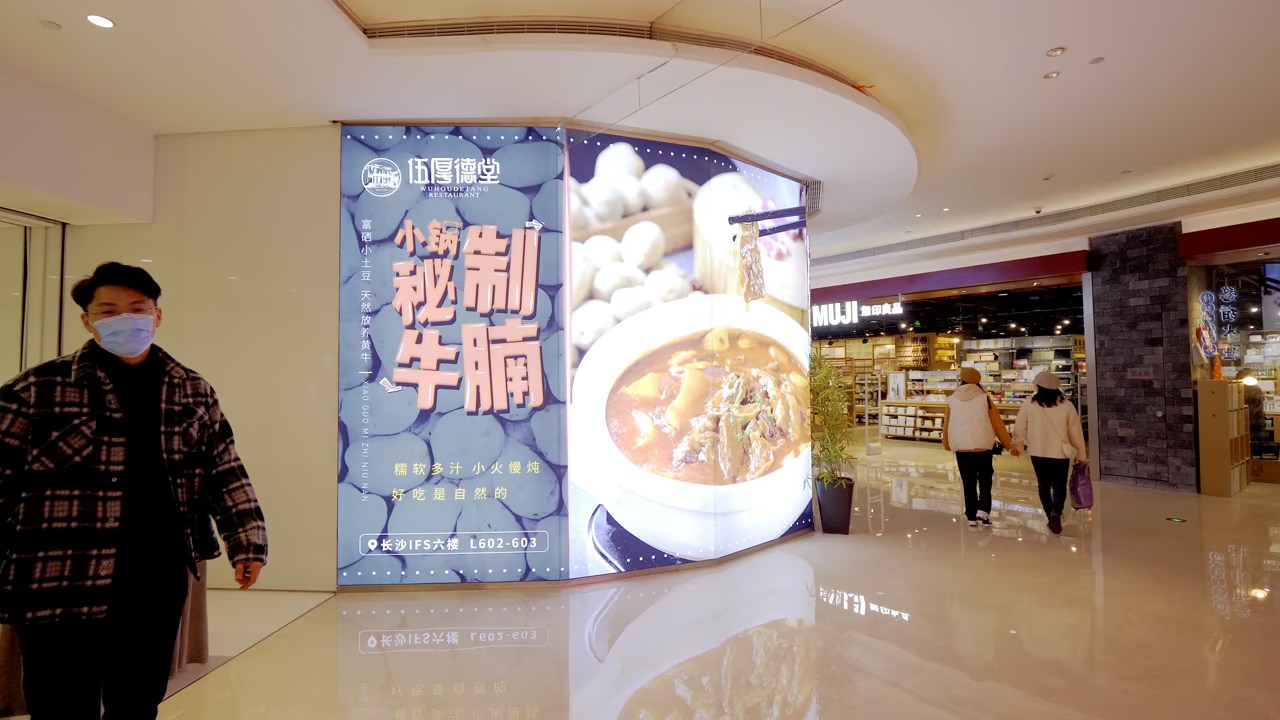 伍厚德堂
WUHOUDETANG
RESTAURANT
小锅
秘制
牛腩
富硒小土豆 天然放养黄牛
XIAO GUO MI ZHI NIU NAN
糯软多汁 小火慢炖
好吃是自然的
长沙IFS六楼 L602-603
MUJI 無印良品